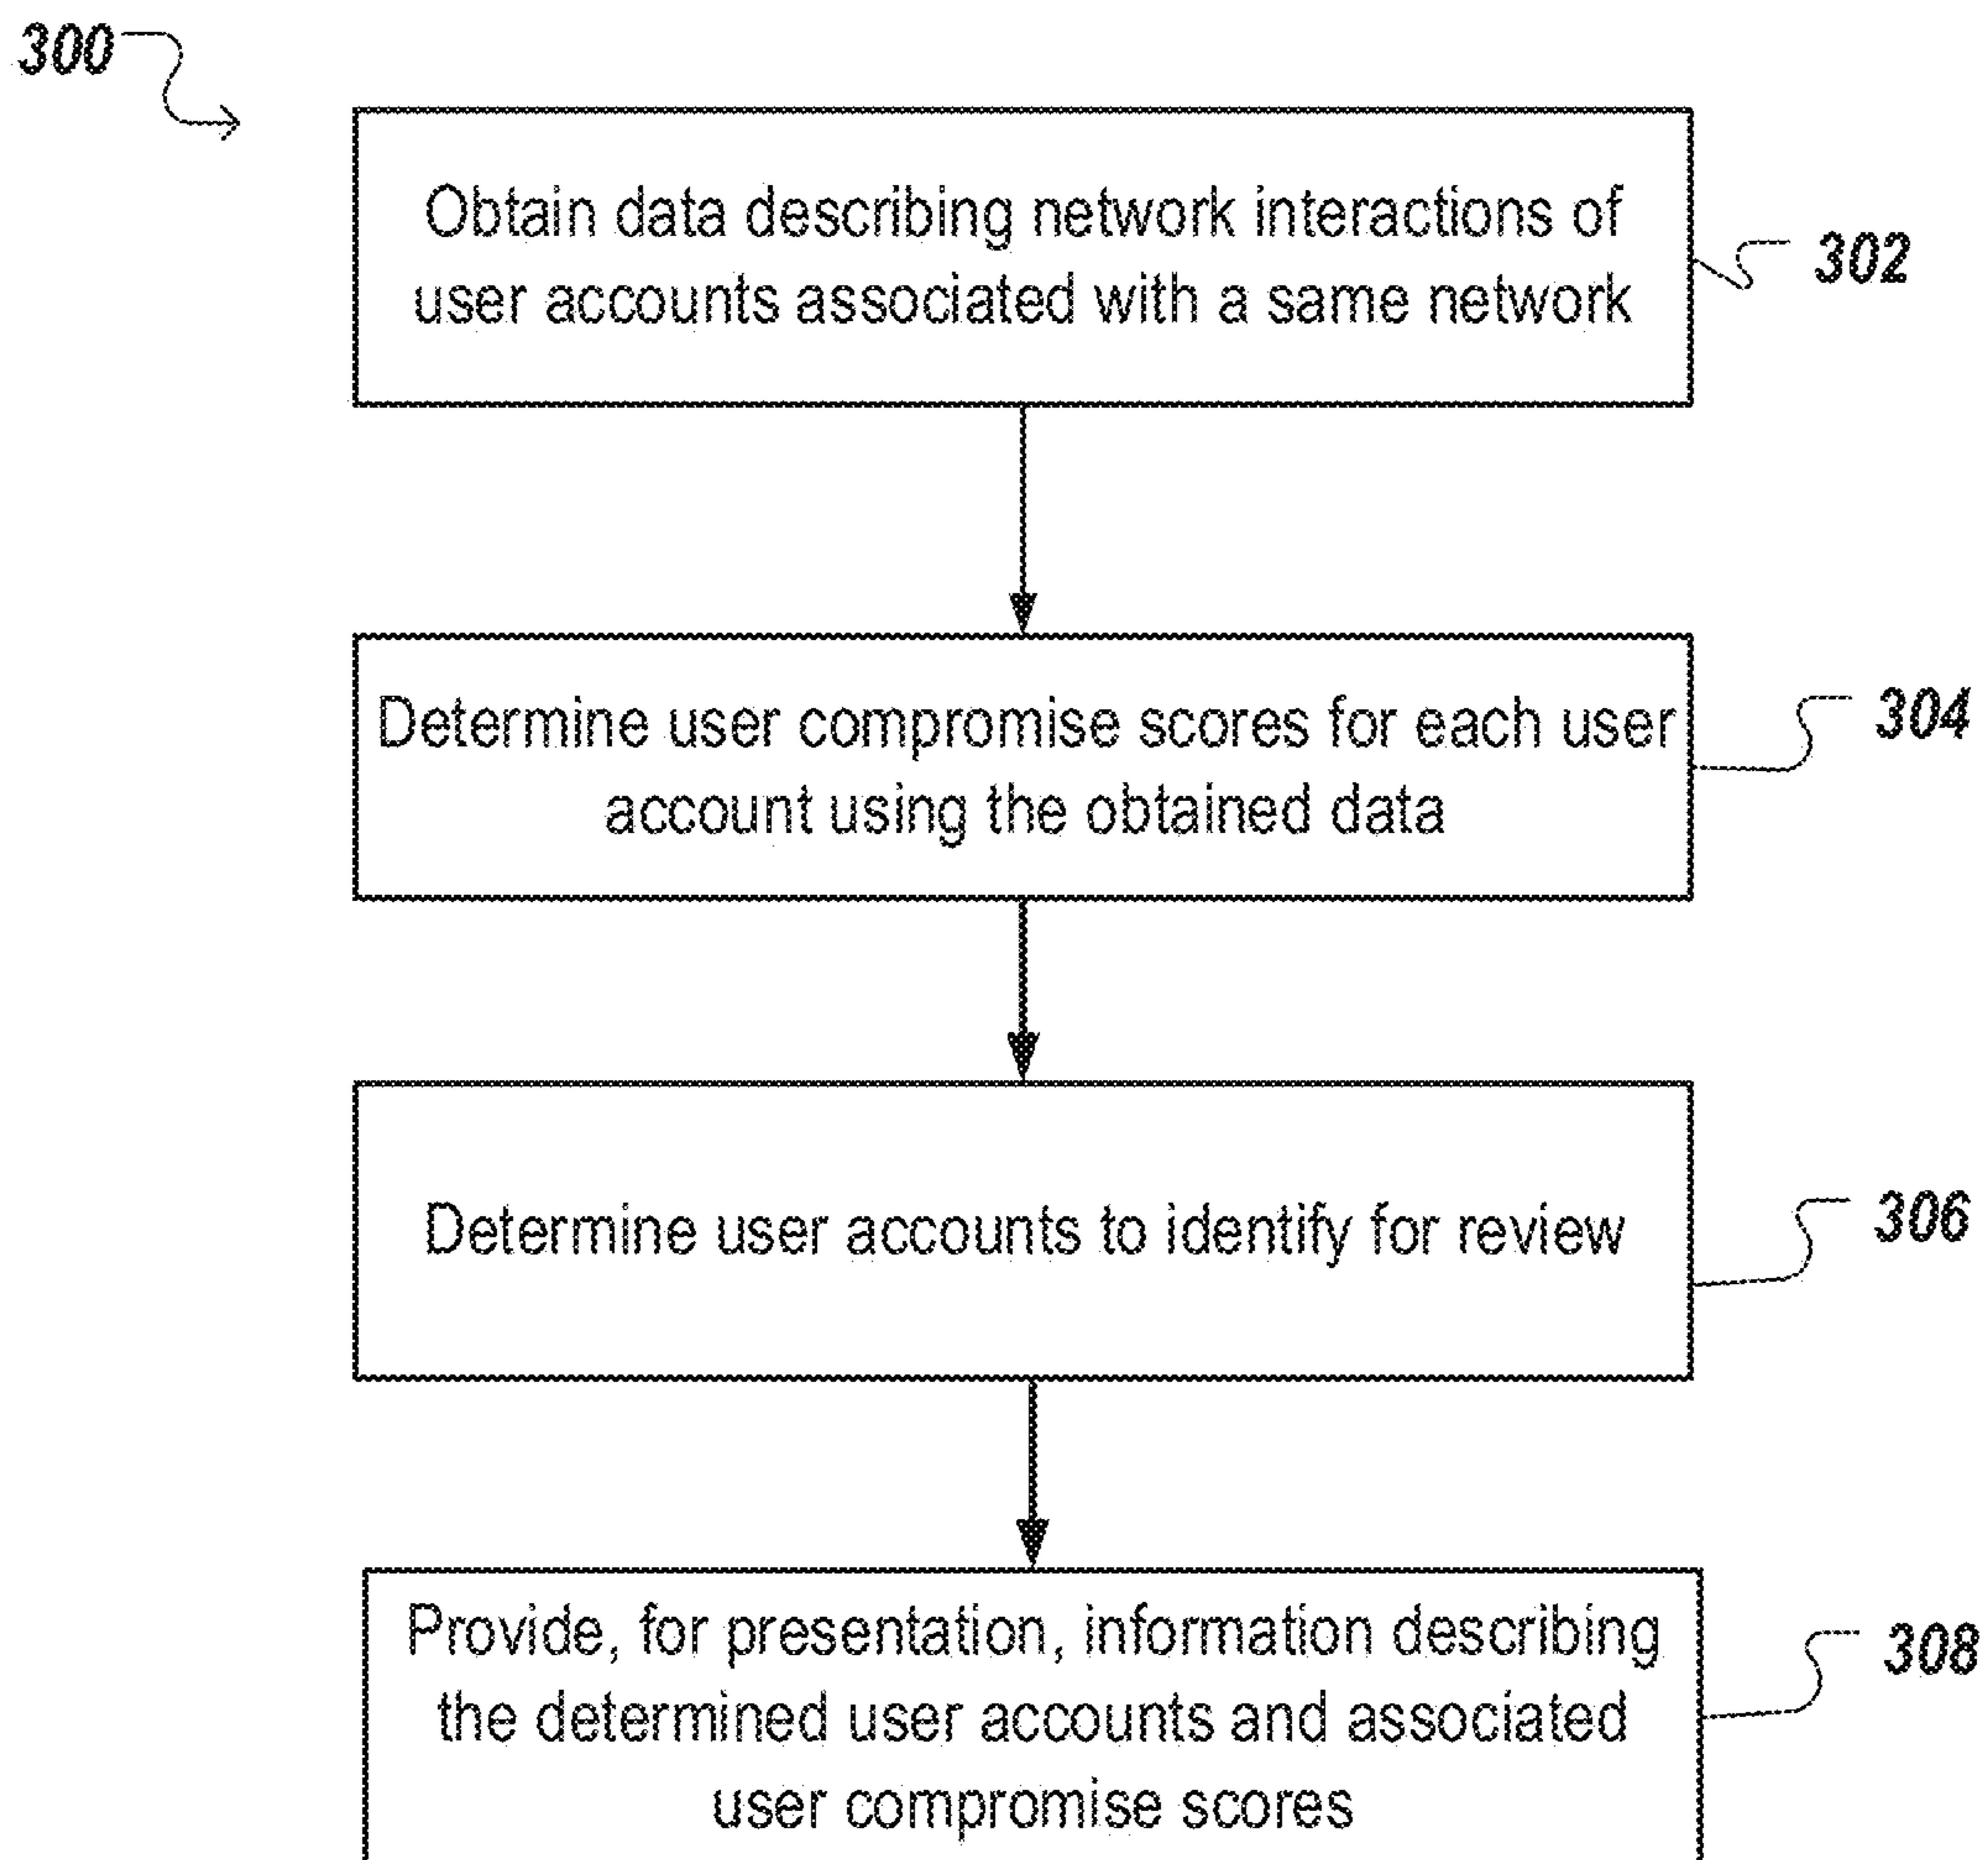 300
Obtain data describing network interactions of
user accounts associated with a same network
302
Determine user compromise scores for each user
account using the obtained data
304
Determine user accounts to identify for review
306
Provide, for presentation, information describing
the determined user accounts and associated
user compromise scores
308